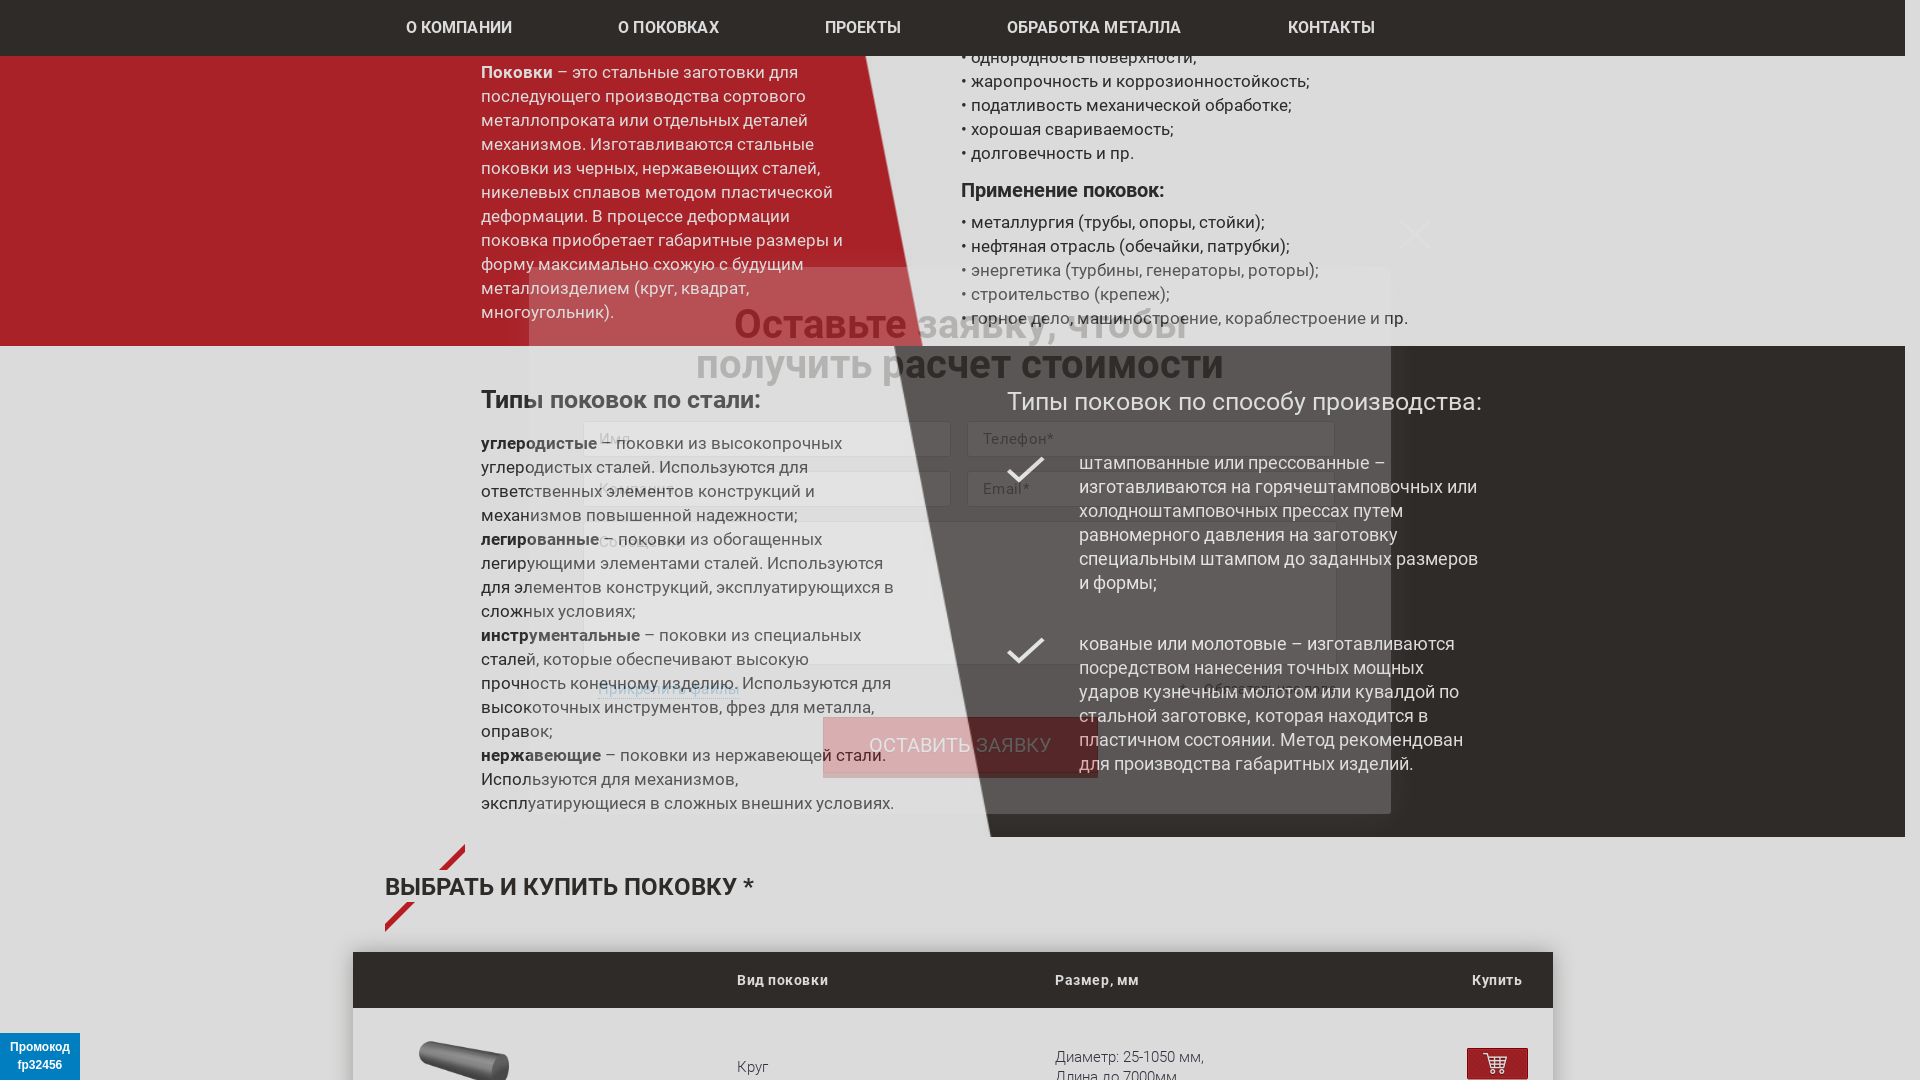 О КОМПАНИИ
О ПОКОВКАХ
ПРОЕКТЫ
ОБРАБОТКА МЕТАЛЛА
КОНТАКТЫ
Поковки – это стальные заготовки для
последующего производства сортового
металлопроката или отдельных деталей
механизмов. Изготавливаются стальные
поковки из черных, нержавеющих сталей,
никелевых сплавов методом пластической
деформации. В процессе деформации
поковка приобретает габаритные размеры и
форму максимально схожую с будущим
металлоизделием (круг, квадрат,
многоугольник).
• однородность поверхности;
• жаропрочность и коррозионностойкость;
• податливость механической обработке;
• хорошая свариваемость;
• долговечность и пр.
Применение поковок:
• металлургия (трубы, опоры, стойки);
• нефтяная отрасль (обечайки, патрубки);
• энергетика (турбины, генераторы, роторы);
• строительство (крепеж);
• горное дело, машиностроение, кораблестроение и пр.
Оставьте заявку, чтобы
получить расчет стоимости
Имя
Телефон*
Компания
Email*
Сообщение
Прикрепить файлы
ОСТАВИТЬ ЗАЯВКУ
Типы поковок по стали:
углеродистые – поковки из высокопрочных
углеродистых сталей. Используются для
ответственных элементов конструкций и
механизмов повышенной надежности;
легированные – поковки из обогащенных
легирующими элементами сталей. Используются
для элементов конструкций, эксплуатирующихся в
сложных условиях;
инструментальные – поковки из специальных
сталей, которые обеспечивают высокую
прочность конечному изделию. Используются для
высокоточных инструментов, фрез для металла,
оправок;
нержавеющие – поковки из нержавеющей стали.
Используются для механизмов,
эксплуатирующиеся в сложных внешних условиях.
Типы поковок по способу производства:
штампованные или прессованные –
изготавливаются на горячештамповочных или
холодноштамповочных прессах путем
равномерного давления на заготовку
специальным штампом до заданных размеров
и формы;
кованые или молотовые – изготавливаются
посредством нанесения точных мощных
ударов кузнечным молотом или кувалдой по
стальной заготовке, которая находится в
пластичном состоянии. Метод рекомендован
для производства габаритных изделий.
ВЫБРАТЬ И КУПИТЬ ПОКОВКУ *
Вид поковки
Размер, мм
Купить
Круг
Диаметр: 25-1050 мм,
Длина до 7000мм
Промокод
fp32456